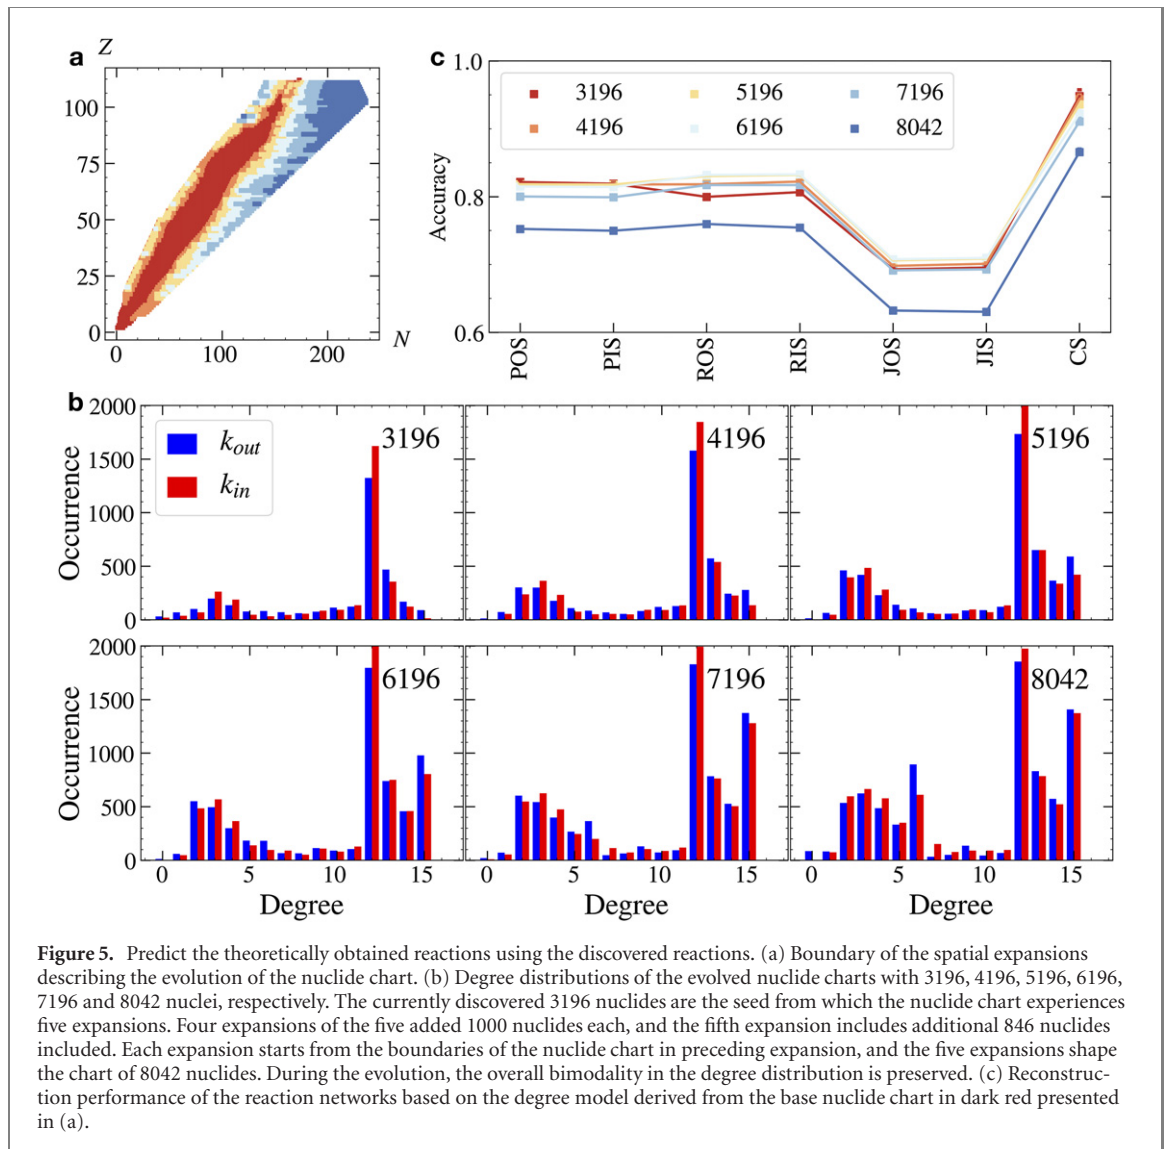 a
Z
100
75
50
25
0
0
100
200
N
c
1.0
0.8
0.6
Accuracy
3196
5196
7196
4196
6196
8042
POS
PIS
ROS
RIS
JOS
JIS
CS
b
2000
1500
1000
500
0
Occurrence
k_out
k_in
3196
4196
5196
2000
1500
1000
500
0
Occurrence
6196
7196
8042
0
5
10
15
0
5
10
15
0
5
10
15
Degree
Degree
Degree
Figure 5. Predict the theoretically obtained reactions using the discovered reactions. (a) Boundary of the spatial expansions
describing the evolution of the nuclide chart. (b) Degree distributions of the evolved nuclide charts with 3196, 4196, 5196, 6196,
7196 and 8042 nuclei, respectively. The currently discovered 3196 nuclides are the seed from which the nuclide chart experiences
five expansions. Four expansions of the five added 1000 nuclides each, and the fifth expansion includes additional 846 nuclides
included. Each expansion starts from the boundaries of the nuclide chart in preceding expansion, and the five expansions shape
the chart of 8042 nuclides. During the evolution, the overall bimodality in the degree distribution is preserved. (c) Reconstruc-
tion performance of the reaction networks based on the degree model derived from the base nuclide chart in dark red presented
in (a).